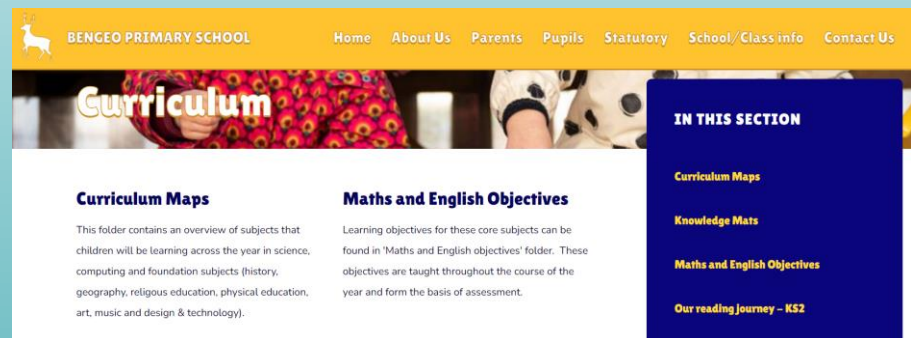 BENGEO PRIMARY SCHOOL
Home About Us Parents Pupils Statutory School/Class info Contact Us
Curriculum
Curriculum Maps
This folder contains an overview of subjects that
children will be learning across the year in science,
computing and foundation subjects (history,
geography, religous education, physical education,
art, music and design & technology).
Maths and English Objectives
Learning objectives for these core subjects can be
found in 'Maths and English objectives' folder. These
objectives are taught throughout the course of the
year and form the basis of assessment.
IN THIS SECTION
Curriculum Maps
Knowledge Mats
Maths and English Objectives
Our reading journey – KS2